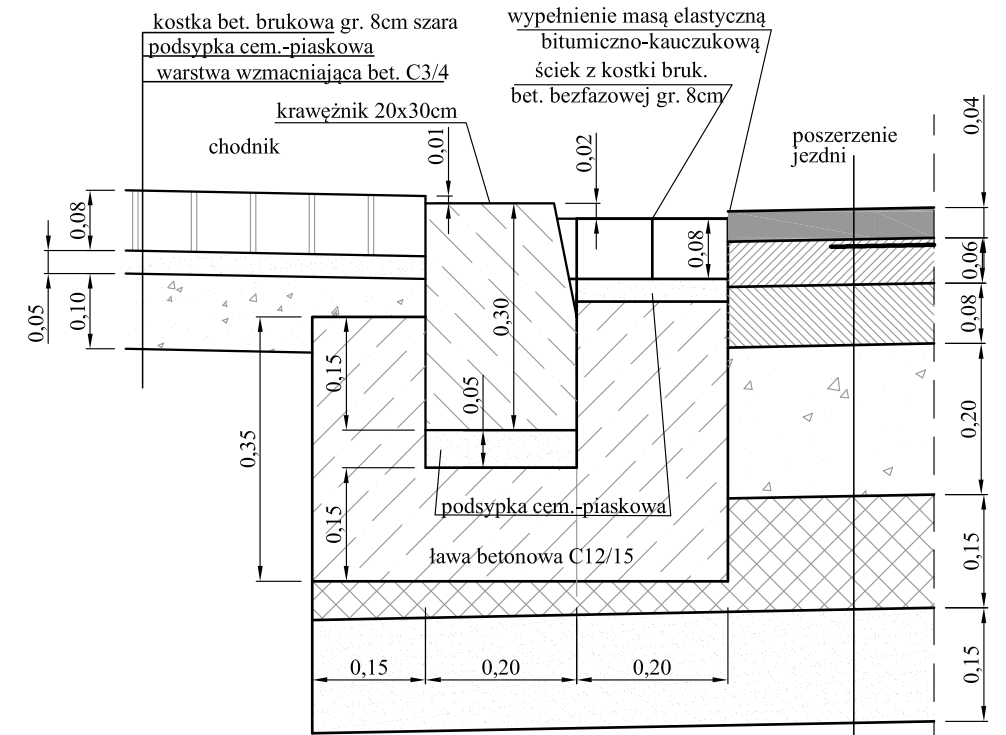 kostka bet. brukowa gr. 8cm szara
podsypka cem.-piaskowa
warstwa wzmacniająca bet. C3/4
krawężnik 20x30cm
chodnik
wypełnienie masą elastyczną
bitumiczno-kauczukową
ściek z kostki bruk.
bet. bezfazowej gr. 8cm
poszerzenie
jezdni
0,01
0,02
0,04
0,08
0,05
0,10
0,08
0,06
0,08
0,30
0,15
0,05
0,35
0,15
0,20
0,15
0,15
podsypka cem.-piaskowa
ława betonowa C12/15
0,15
0,20
0,20